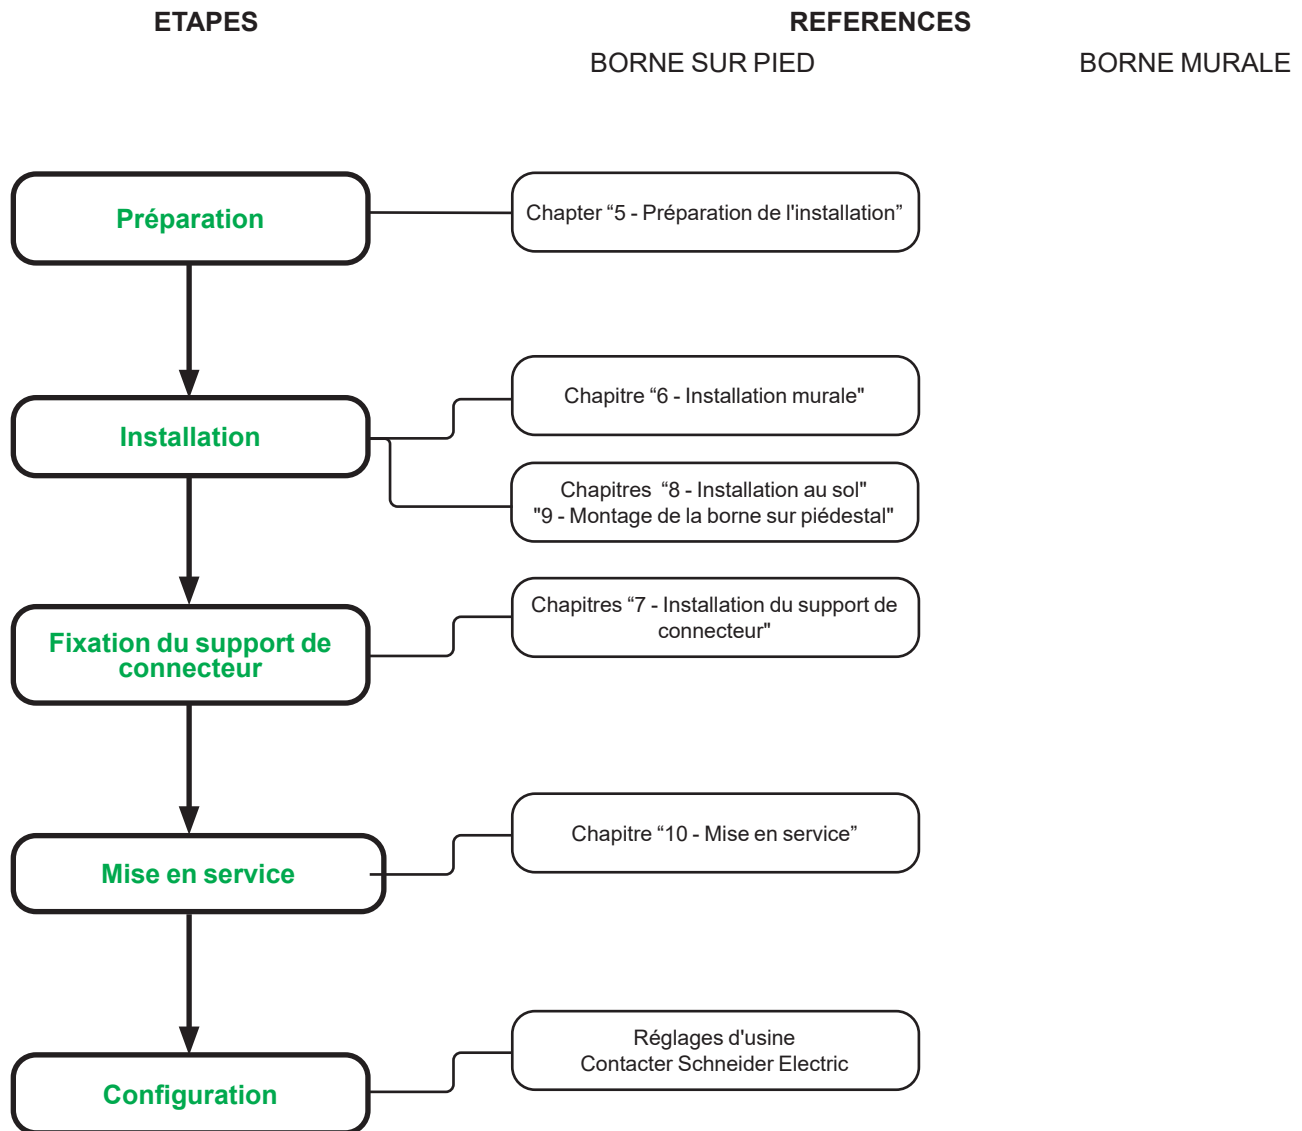 ETAPES
REFERENCES
BORNE SUR PIED
BORNE MURALE
Préparation
Chapter “5 - Préparation de l'installation”
Installation
Chapitre “6 - Installation murale"
Chapitres “8 - Installation au sol"
"9 - Montage de la borne sur piédestal"
Fixation du support de
connecteur
Chapitres “7 - Installation du support de
connecteur"
Mise en service
Chapitre “10 - Mise en service”
Configuration
Réglages d'usine
Contacter Schneider Electric